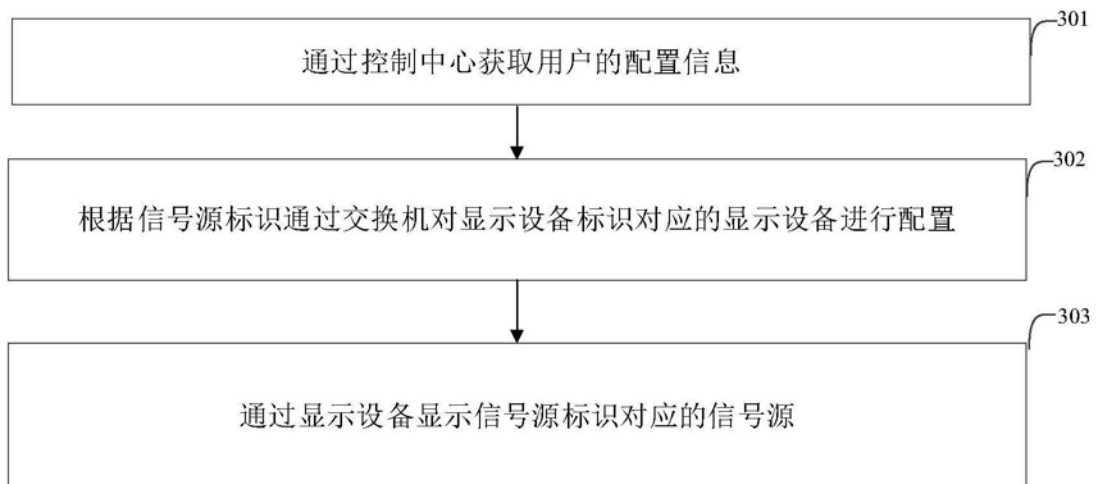 301
通过控制中心获取用户的配置信息
302
根据信号源标识通过交换机对显示设备标识对应的显示设备进行配置
303
通过显示设备显示信号源标识对应的信号源